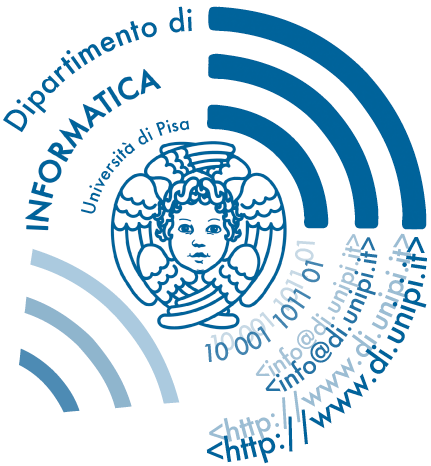 Dipartimento di
INFORMATICA
Università di Pisa
10 001 1011 01
10 001 1011 01
<info@di.unipi.it>
<info@di.unipi.it>
<http://www.di.unipi.it>
<http://www.di.unipi.it>